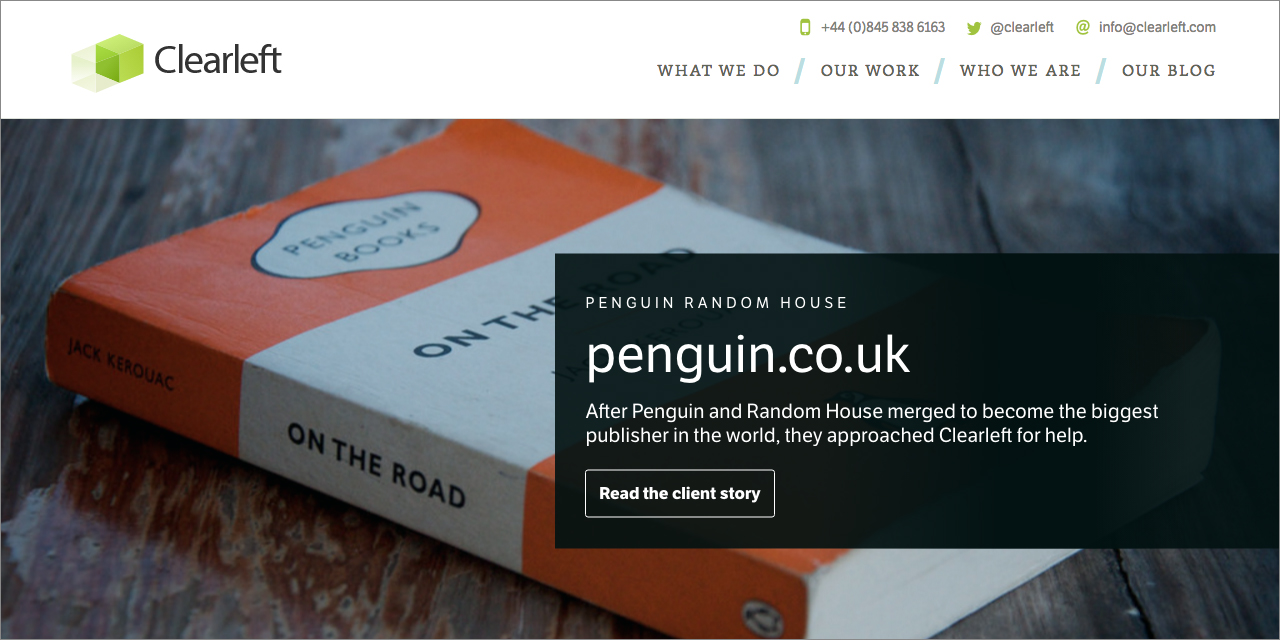 Clearleft
+44 (0)845 838 6163 @clearleft info@clearleft.com
WHAT WE DO / OUR WORK / WHO WE ARE / OUR BLOG
PENGUIN
BOOKS
ON THE ROAD
JACK KEROUAC
JACK KEROUAC
ON THE ROAD
PENGUIN RANDOM HOUSE
penguin.co.uk
After Penguin and Random House merged to become the biggest
publisher in the world, they approached Clearleft for help.
Read the client story